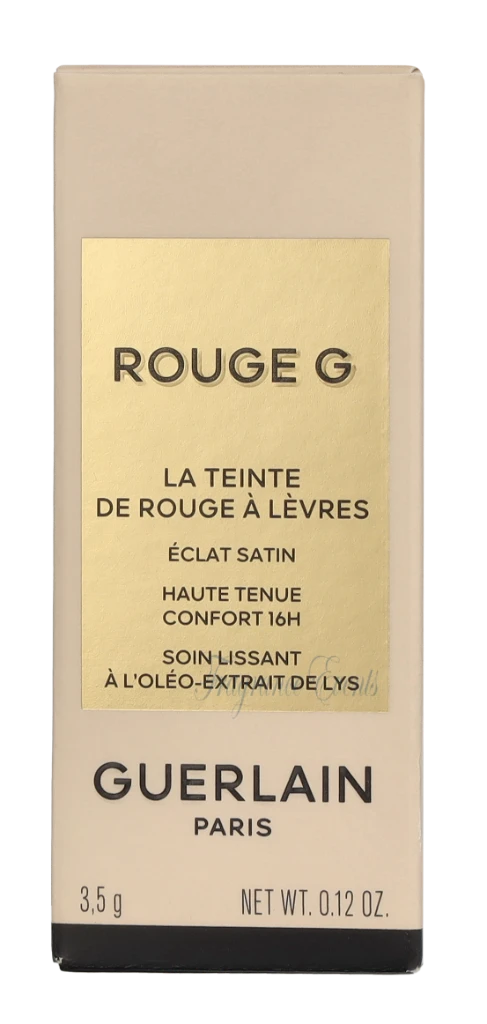 ROUGE G
LA TEINTE
DE ROUGE À LÈVRES
ÉCLAT SATIN
HAUTE TENUE
CONFORT 16H
SOIN LISSANT
À L'OLÉO-EXTRAIT DE LYS
GUERLAIN
PARIS
3,5 g NET WT. 0.12 OZ.